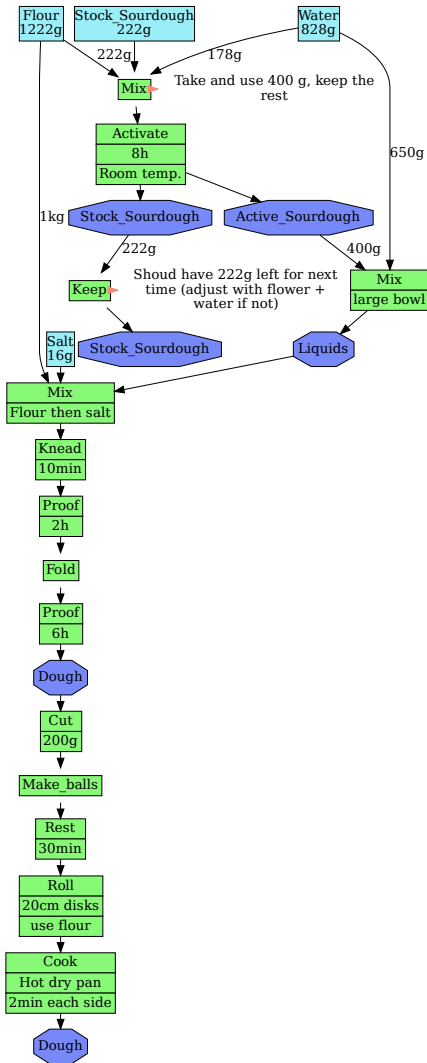 Flour
1222g
Stock_Sourdough
222g
Water
828g
222g
178g
Mix
Take and use 400 g, keep the
rest
Activate
8h
Room temp.
650g
1kg
Stock_Sourdough
Active_Sourdough
222g
400g
Keep
Shoud have 222g left for next
time (adjust with flower +
water if not)
Mix
large bowl
Salt
16g
Stock_Sourdough
Liquids
Mix
Flour then salt
Knead
10min
Proof
2h
Fold
Proof
6h
Dough
Cut
200g
Make_balls
Rest
30min
Roll
20cm disks
use flour
Cook
Hot dry pan
2min each side
Dough